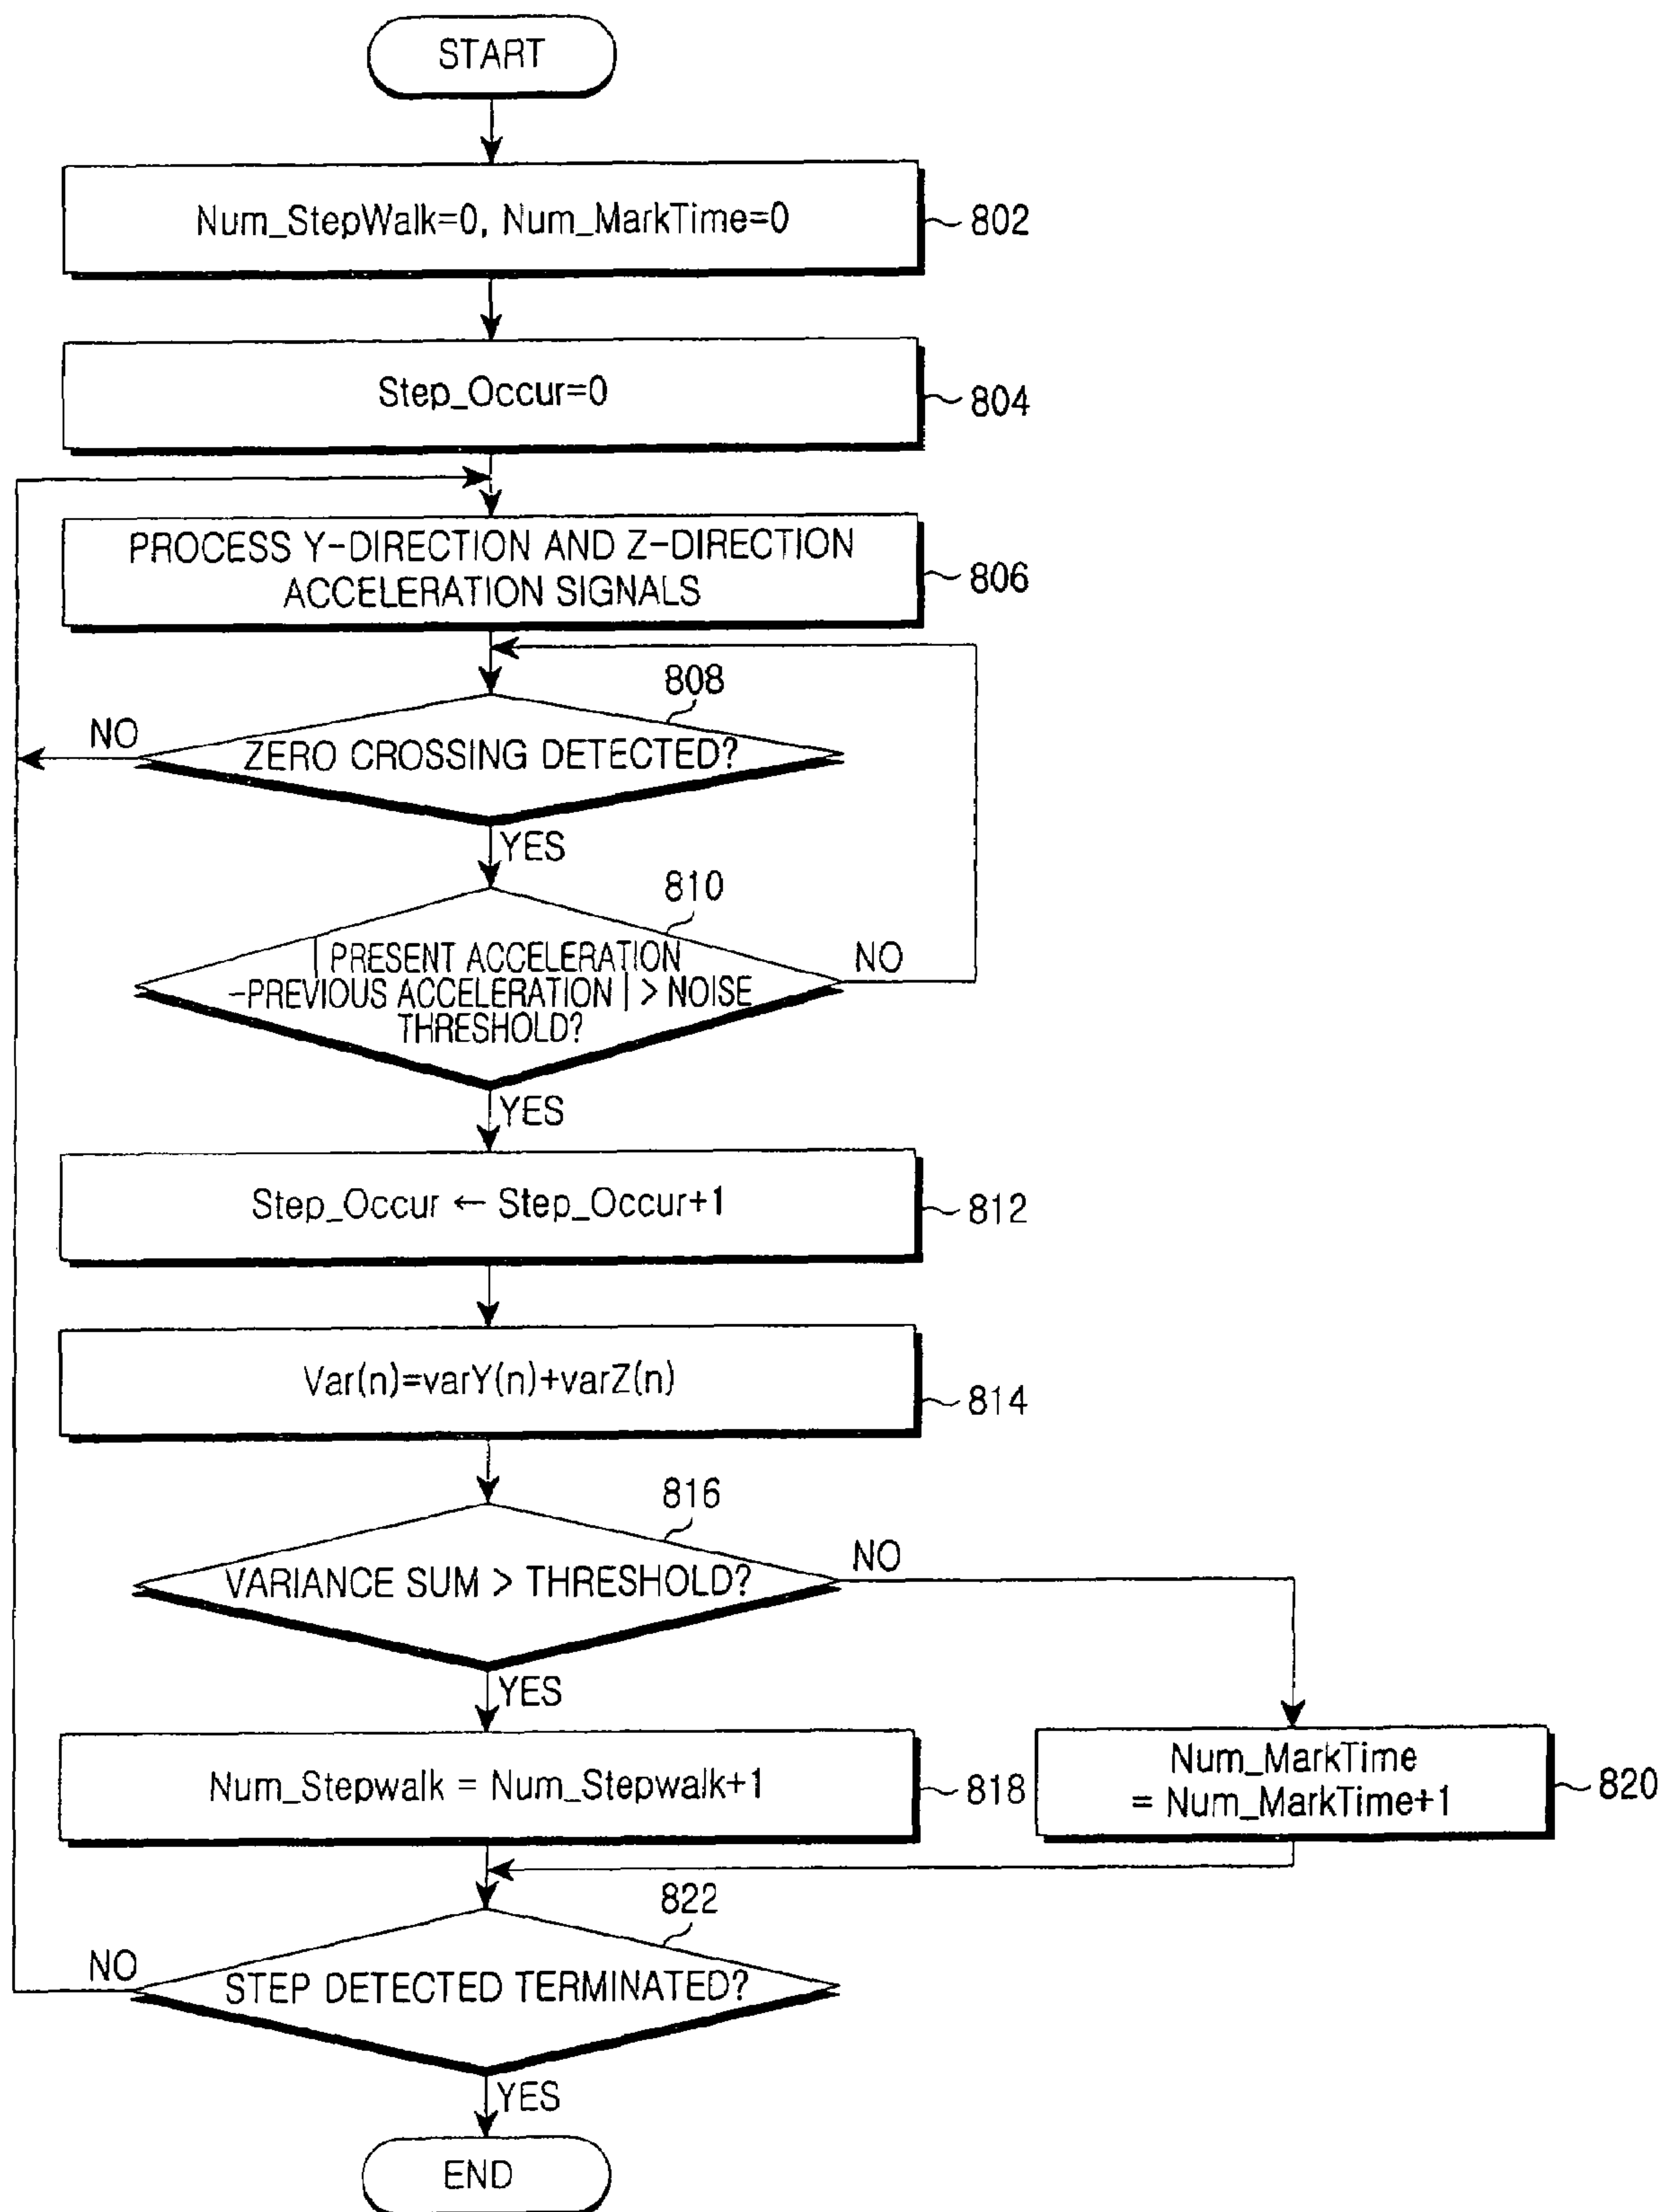 START
Num_StepWalk=0, Num_MarkTime=0
802
Step_Occur=0
804
PROCESS Y-DIRECTION AND Z-DIRECTION
ACCELERATION SIGNALS
806
808
NO
ZERO CROSSING DETECTED?
YES
810
| PRESENT ACCELERATION
-PREVIOUS ACCELERATION | > NOISE
THRESHOLD?
NO
YES
Step_Occur ← Step_Occur+1
812
Var(n)=varY(n)+varZ(n)
814
816
VARIANCE SUM > THRESHOLD?
NO
YES
Num_Stepwalk = Num_Stepwalk+1
818
Num_MarkTime
= Num_MarkTime+1
820
822
NO
STEP DETECTED TERMINATED?
YES
END